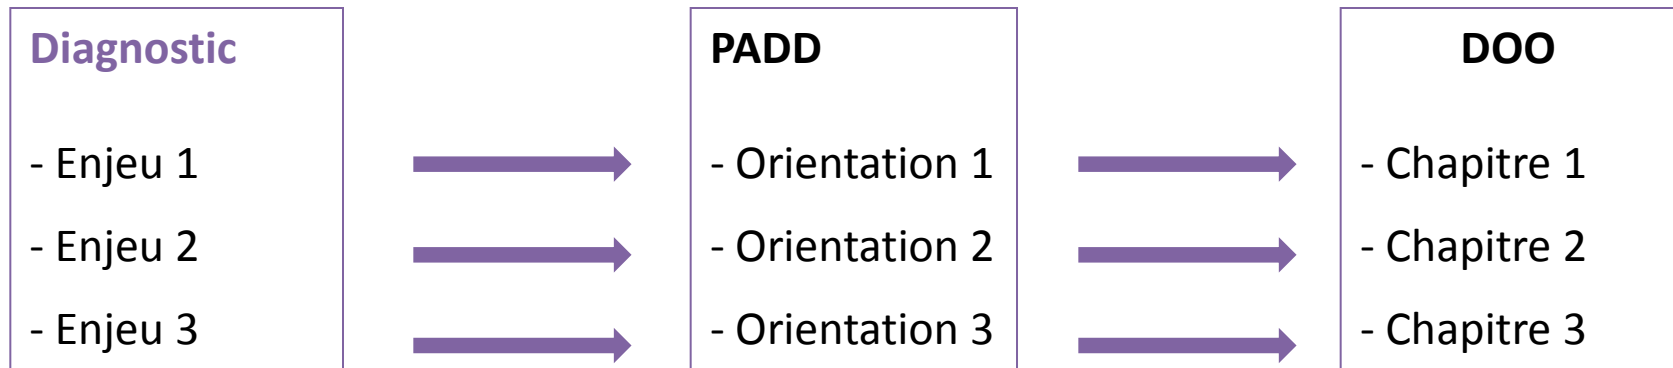 Diagnostic
- Enjeu 1
- Enjeu 2
- Enjeu 3
PADD
- Orientation 1
- Orientation 2
- Orientation 3
DOO
- Chapitre 1
- Chapitre 2
- Chapitre 3